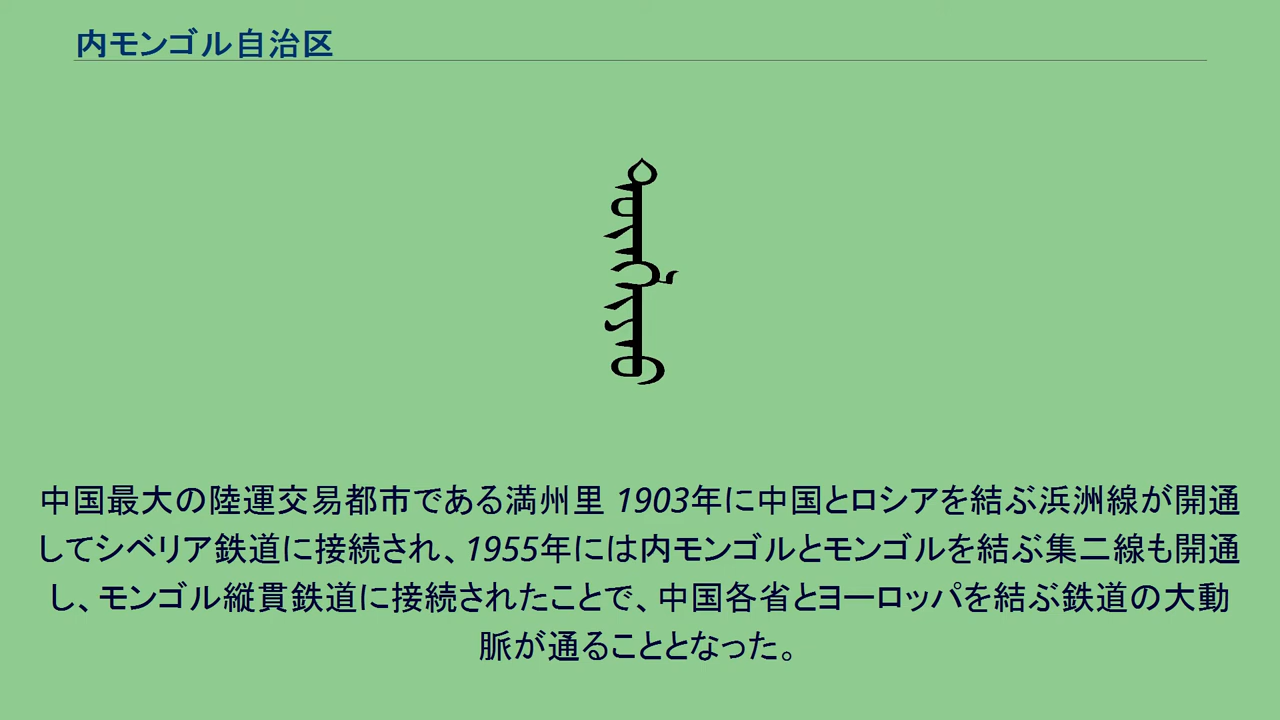 内モンゴル自治区
中国最大の陸運交易都市である満州里 1903年に中国とロシアを結ぶ浜洲線が開通
してシベリア鉄道に接続され、1955年には内モンゴルとモンゴルを結ぶ集二線も開通
し、モンゴル縦貫鉄道に接続されたことで、中国各省とヨーロッパを結ぶ鉄道の大動
脈が通ることとなった。